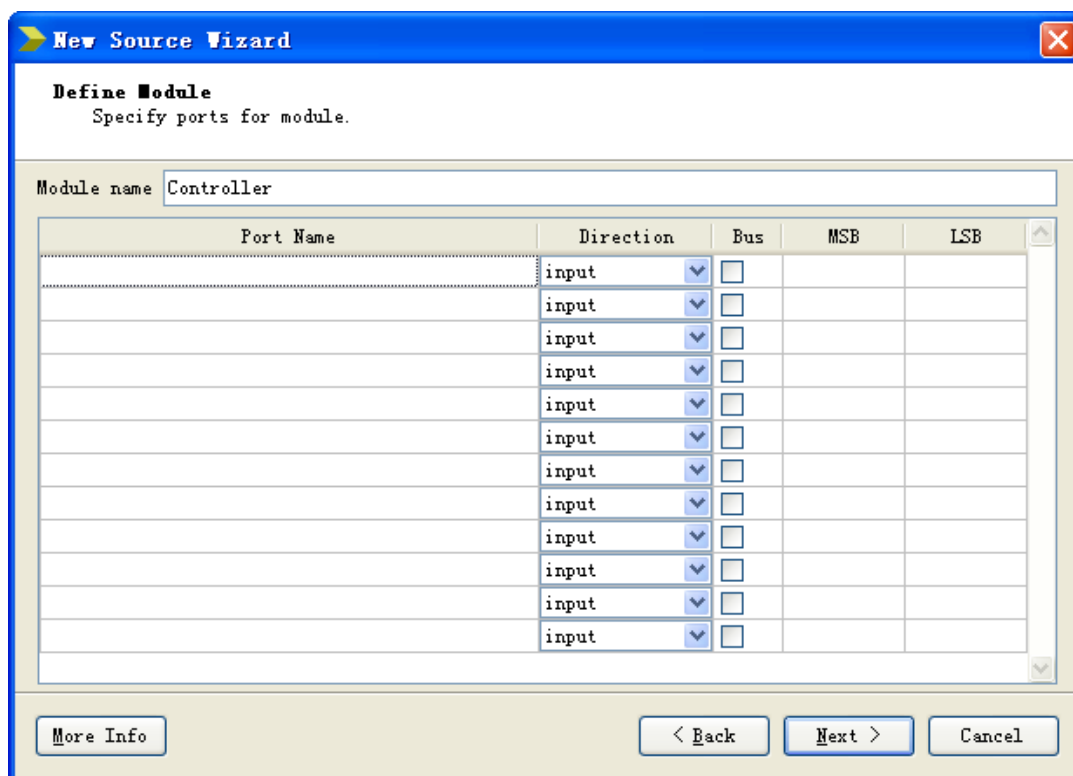 New Source Wizard
Define Module
Specify ports for module.
Module name Controller
Port Name Direction Bus MSB LSB
input
input
input
input
input
input
input
input
input
input
input
input
More Info < Back Next > Cancel